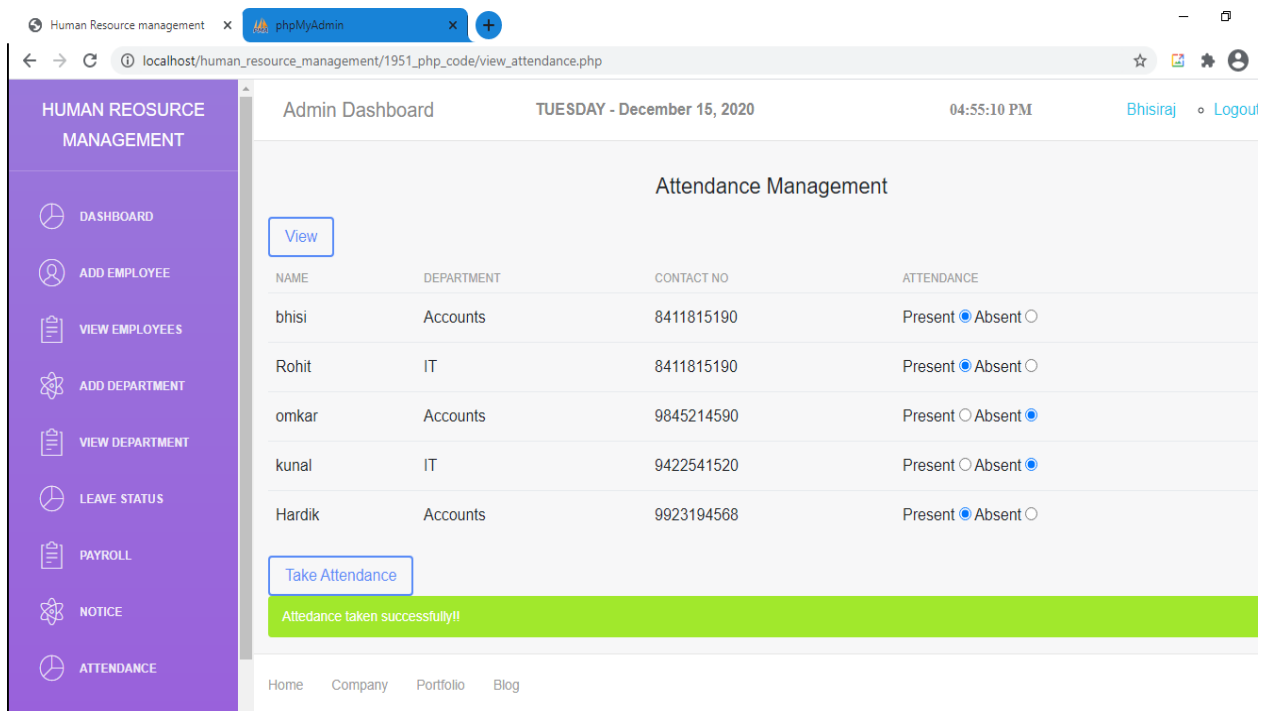 Human Resource management
phpMyAdmin
localhost/human_resource_management/1951_php_code/view_attendance.php
HUMAN REOSURCE
MANAGEMENT
DASHBOARD
ADD EMPLOYEE
VIEW EMPLOYEES
ADD DEPARTMENT
VIEW DEPARTMENT
LEAVE STATUS
PAYROLL
NOTICE
ATTENDANCE
Admin Dashboard TUESDAY - December 15, 2020 04:55:10 PM Bhisiraj Logout
Attendance Management
View
NAME DEPARTMENT CONTACT NO ATTENDANCE
bhisi Accounts 8411815190 Present Absent
Rohit IT 8411815190 Present Absent
omkar Accounts 9845214590 Present Absent
kunal IT 9422541520 Present Absent
Hardik Accounts 9923194568 Present Absent
Take Attendance
Attedance taken successfully!!
Home Company Portfolio Blog